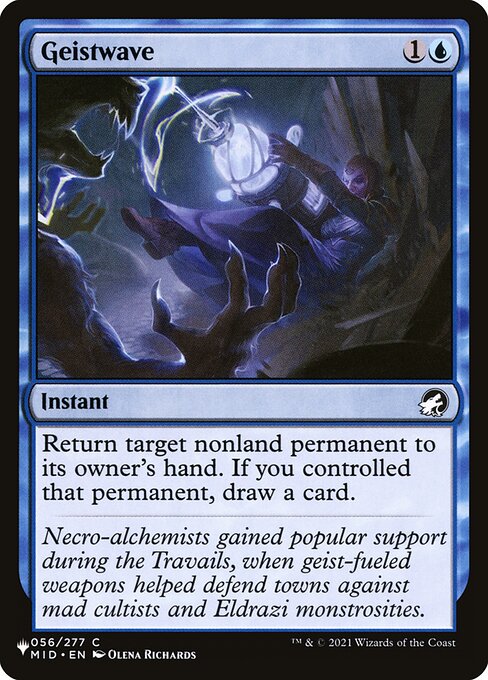 Geistwave 1
Instant
Return target nonland permanent to
its owner's hand. If you controlled
that permanent, draw a card.
Necro-alchemists gained popular support
during the Travails, when geist-fueled
weapons helped defend towns against
mad cultists and Eldrazi monstrosities.
056/277 C
MID • EN Olena Richards
™ & © 2021 Wizards of the Coast